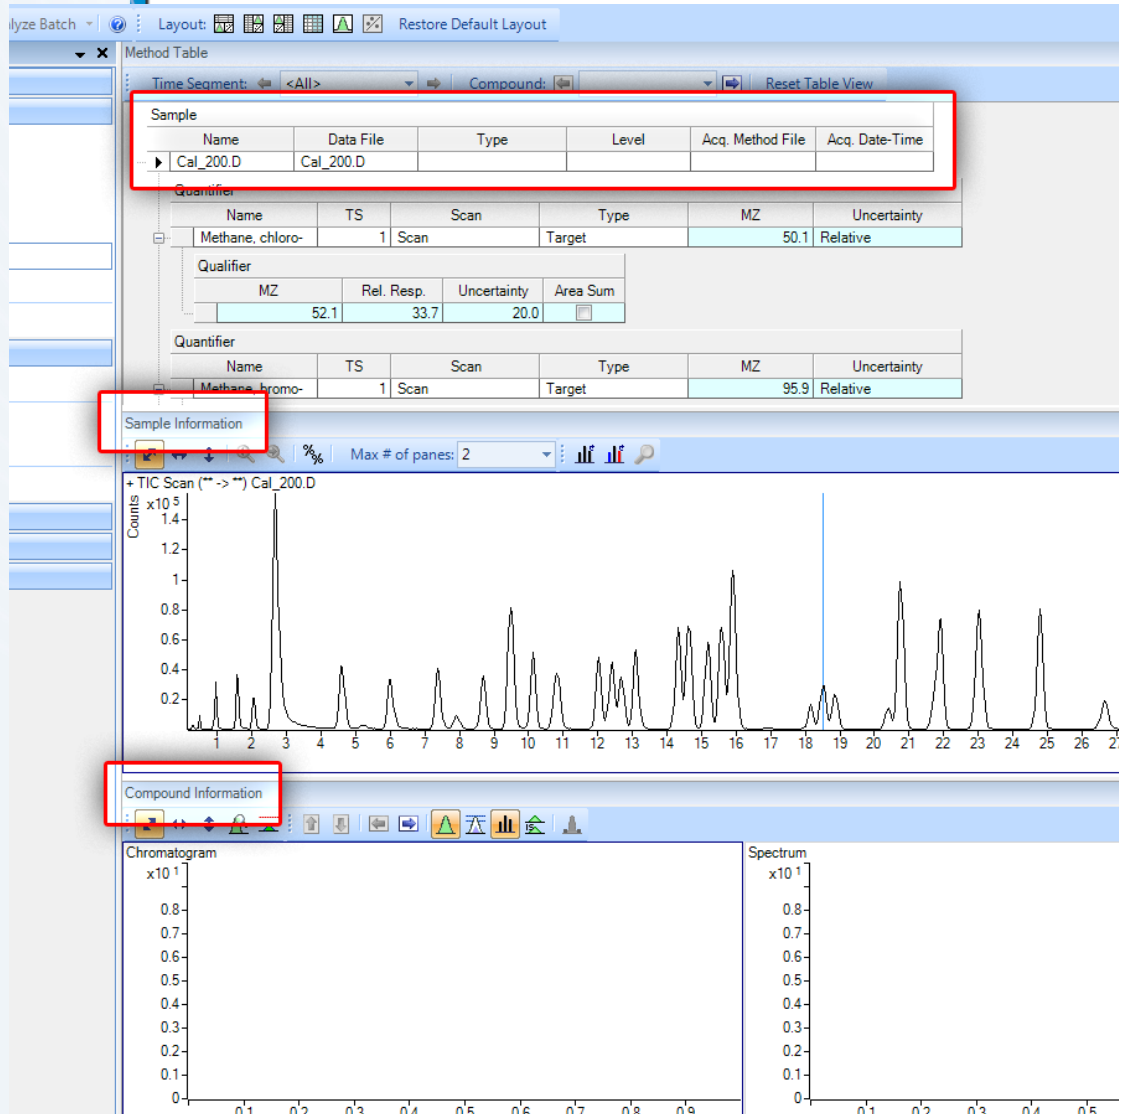 lyze Batch Layout: Restore Default Layout
Method Table
Time Segment: <All> Compound: Reset Table View
Sample
Name Data File Type Level Acq. Method File Acq. Date-Time
Cal_200.D Cal_200.D
Quantifier
Name TS Scan Type MZ Uncertainty
Methane, chloro- 1 Scan Target 50.1 Relative
Qualifier
MZ Rel. Resp. Uncertainty Area Sum
52.1 33.7 20.0
Quantifier
Name TS Scan Type MZ Uncertainty
Methane, bromo- 1 Scan Target 95.9 Relative
Sample Information
%% Max # of panes: 2
+ TIC Scan (** -> **) Cal_200.D
Counts
x10 5
1.4
1.2
1
0.8
0.6
0.4
0.2
1 2 3 4 5 6 7 8 9 10 11 12 13 14 15 16 17 18 19 20 21 22 23 24 25 26
Compound Information
IS
Chromatogram Spectrum
x10 1 x10 1
0.8 0.8
0.7 0.7
0.6 0.6
0.5 0.5
0.4 0.4
0.3 0.3
0.2 0.2
0.1 0.1
0 0
0.1 0.2 0.3 0.4 0.5 0.6 0.7 0.8 0.9 0.1 0.2 0.3 0.4 0.5